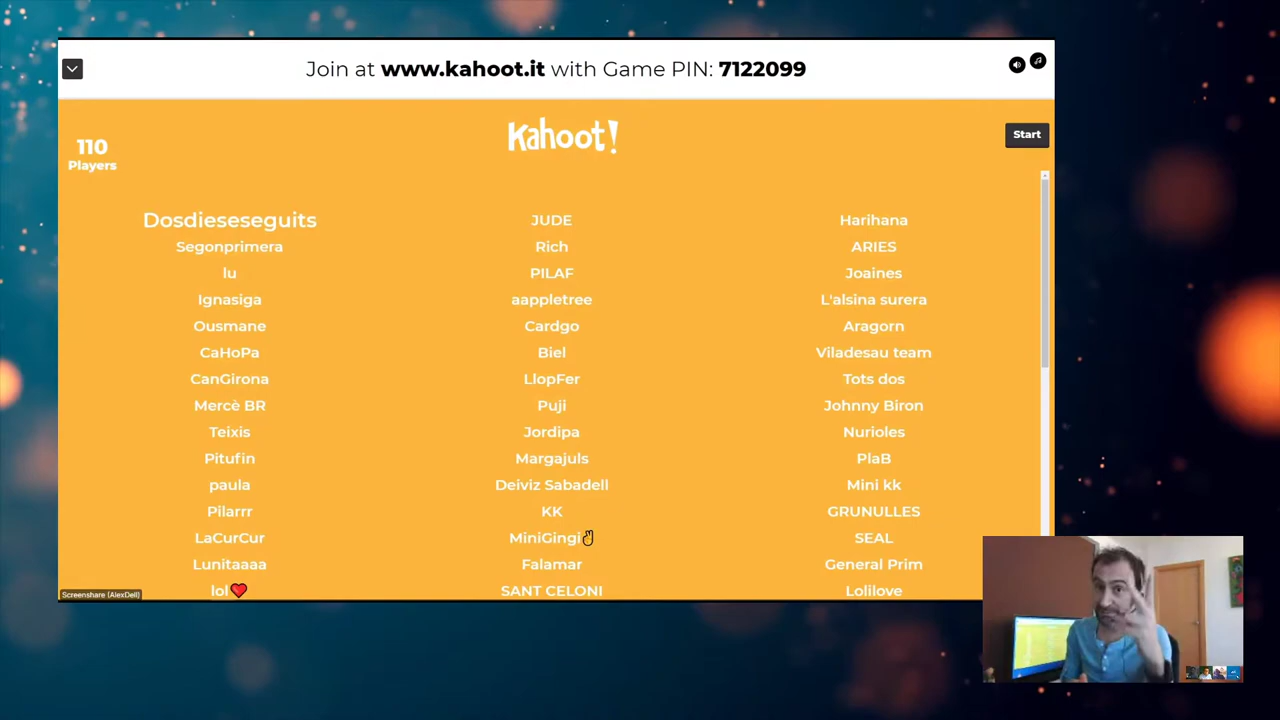 Join at www.kahoot.it with Game PIN: 7122099
110
Players
Kahoot!
Start
Dosdieseseguits JUDE Harihana
Segonprimera Rich ARIES
lu PILAF Joaines
Ignasiga aappletree L'alsina surera
Ousmane Cardgo Aragorn
CaHoPa Biel Viladesau team
CanGirona LlopFer Tots dos
Mercè BR Puji Johnny Biron
Teixis Jordipa Nurioles
Pitufin Margajuls PlaB
paula Deiviz Sabadell Mini kk
Pilarrr KK GRUNULLES
LaCurCur MiniGingi✌ SEAL
Lunitaaaa Falamar General Prim
lol❤️ SANT CELONI Lolilove
Screenshare (AlexDell)